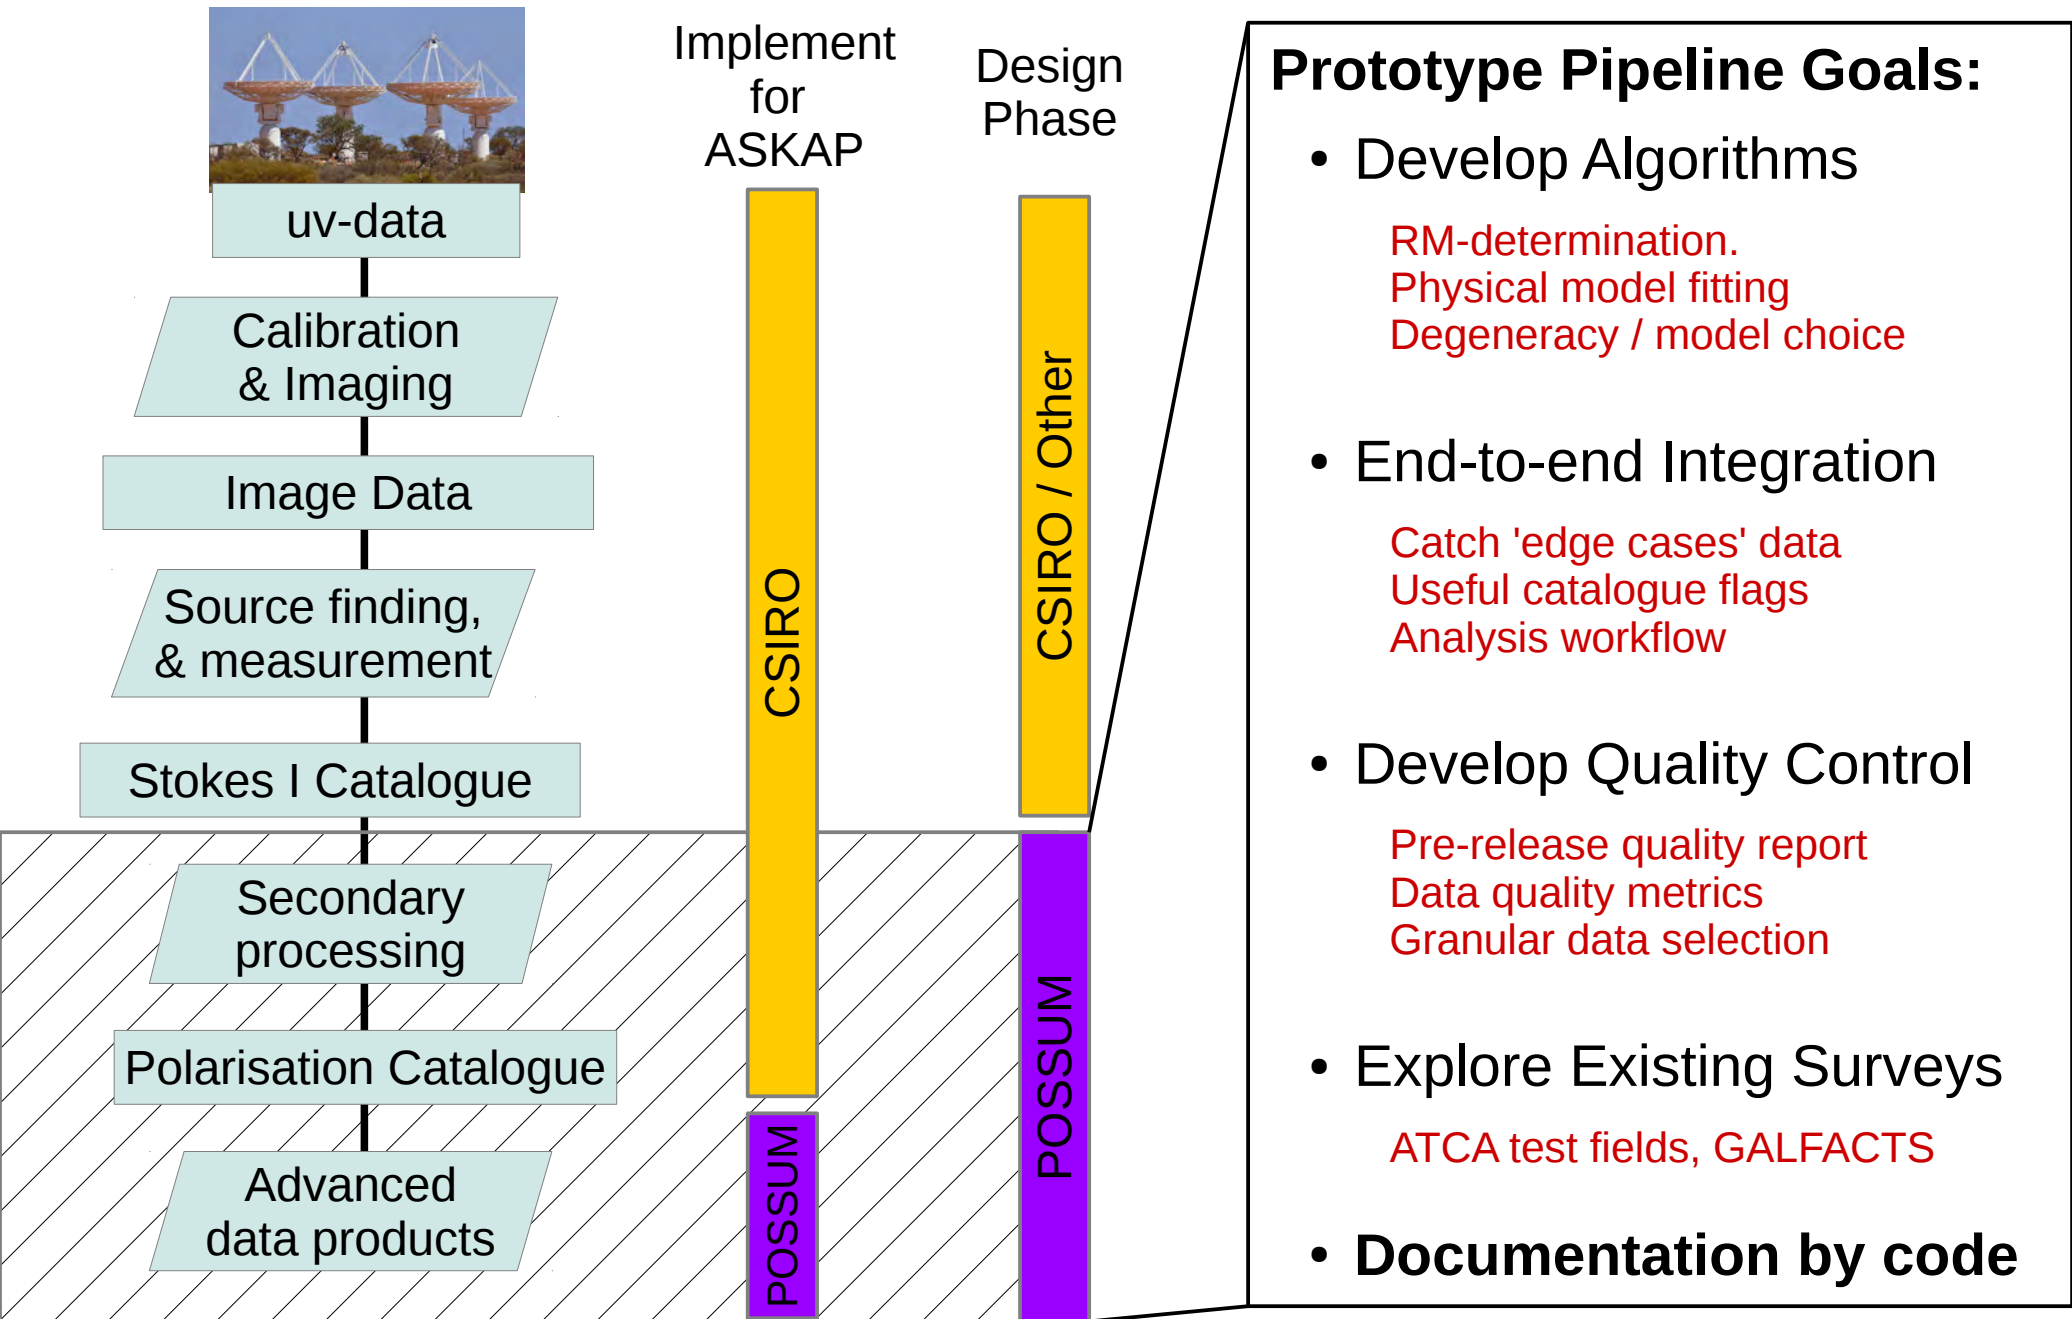 Implement
for
ASKAP
Design
Phase
uv-data
Calibration
& Imaging
Image Data
Source finding,
& measurement
Stokes I Catalogue
Secondary
processing
Polarisation Catalogue
Advanced
data products
CSIRO
POSSUM
CSIRO / Other
POSSUM
Prototype Pipeline Goals:
• Develop Algorithms
RM-determination.
Physical model fitting
Degeneracy / model choice
• End-to-end Integration
Catch 'edge cases' data
Useful catalogue flags
Analysis workflow
• Develop Quality Control
Pre-release quality report
Data quality metrics
Granular data selection
• Explore Existing Surveys
ATCA test fields, GALFACTS
• Documentation by code